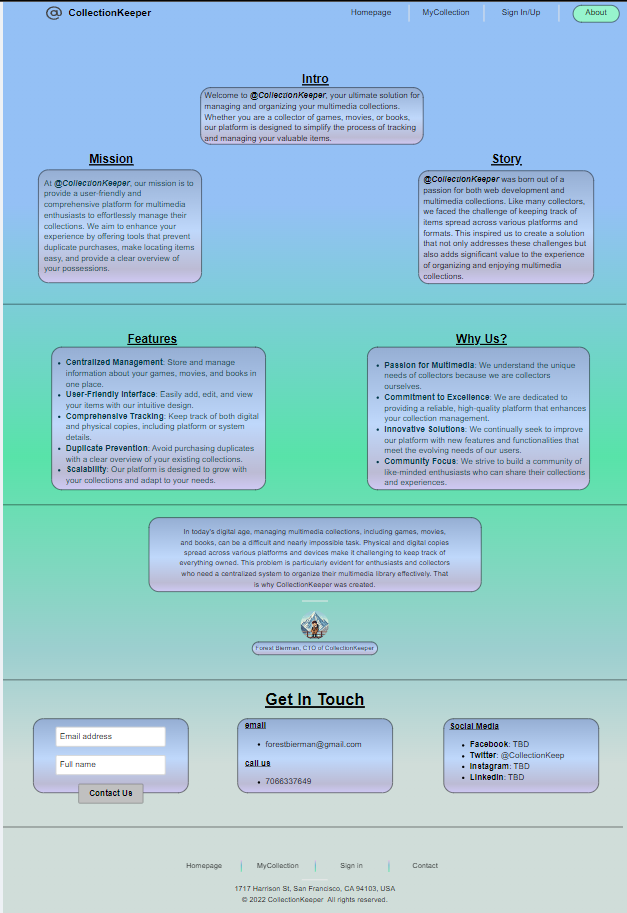 @ CollectionKeeper
Homepage
MyCollection
Sign In/Up
About
Intro
Welcome to @CollectionKeeper, your ultimate solution for
managing and organizing your multimedia collections.
Whether you are a collector of games, movies, or books,
our platform is designed to simplify the process of tracking
and managing your valuable items.
Mission
At @CollectionKeeper, our mission is to
provide a user-friendly and
comprehensive platform for multimedia
enthusiasts to effortlessly manage their
collections. We aim to enhance your
experience by offering tools that prevent
duplicate purchases, make locating items
easy, and provide a clear overview of
your possessions.
Story
@CollectionKeeper was born out of a
passion for both web development and
multimedia collections. Like many collectors,
we faced the challenge of keeping track of
items spread across various platforms and
formats. This inspired us to create a solution
that not only addresses these challenges but
also adds significant value to the experience
of organizing and enjoying multimedia
collections.
Features
• Centralized Management: Store and manage
information about your games, movies, and books in
one place.
• User-Friendly Interface: Easily add, edit, and view
your items with our intuitive design.
• Comprehensive Tracking: Keep track of both digital
and physical copies, including platform or system
details.
• Duplicate Prevention: Avoid purchasing duplicates
with a clear overview of your existing collections.
• Scalability: Our platform is designed to grow with
your collections and adapt to your needs.
Why Us?
• Passion for Multimedia: We understand the unique
needs of collectors because we are collectors
ourselves.
• Commitment to Excellence: We are dedicated to
providing a reliable, high-quality platform that enhances
your collection management.
• Innovative Solutions: We continually seek to improve
our platform with new features and functionalities that
meet the evolving needs of our users.
• Community Focus: We strive to build a community of
like-minded enthusiasts who can share their collections
and experiences.
In today's digital age, managing multimedia collections, including games, movies,
and books, can be a difficult and nearly impossible task. Physical and digital copies
spread across various platforms and devices make it challenging to keep track of
everything owned. This problem is particularly evident for enthusiasts and collectors
who need a centralized system to organize their multimedia library effectively. That
is why CollectionKeeper was created.
Forest Bierman, CTO of CollectionKeeper
Get In Touch
Email address
Full name
Contact Us
email
• forestbierman@gmail.com
call us
• 7066337649
Social Media
• Facebook: TBD
• Twitter: @CollectionKeep
• Instagram: TBD
• Linkedin: TBD
Homepage
MyCollection
Sign in
Contact
1717 Harrison St, San Francisco, CA 94103, USA
© 2022 CollectionKeeper All rights reserved.